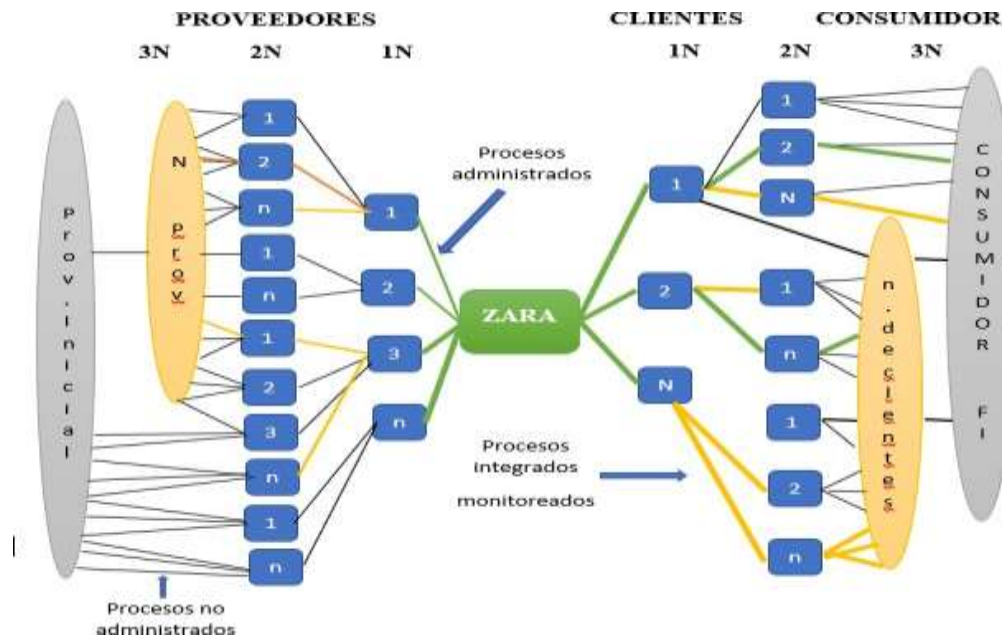 PROVEEDORES
CLIENTES
CONSUMIDOR
3N
2N
1N
1N
2N
3N
Prov.Inicial
N Prov
1
2
n
1
n
1
2
3
n
1
n
1
2
3
n
Procesos
administrados
ZARA
1
2
N
Procesos
integrados
monitoreados
1
2
N
1
n
1
2
n
n.declentes
CONSUMIDOR FI
Procesos no
administrados